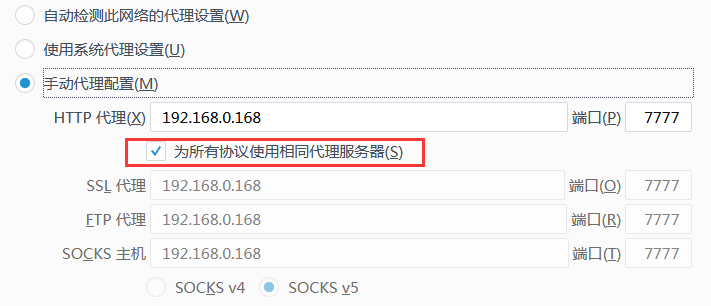 自动检测此网络的代理设置(W)
使用系统代理设置(U)
手动代理配置(M)
HTTP 代理(X) 192.168.0.168 端口(P) 7777
为所有协议使用相同代理服务器(S)
SSL 代理 192.168.0.168 端口(O) 7777
FTP 代理 192.168.0.168 端口(R) 7777
SOCKS 主机 192.168.0.168 端口(T) 7777
SOCKS v4 SOCKS v5